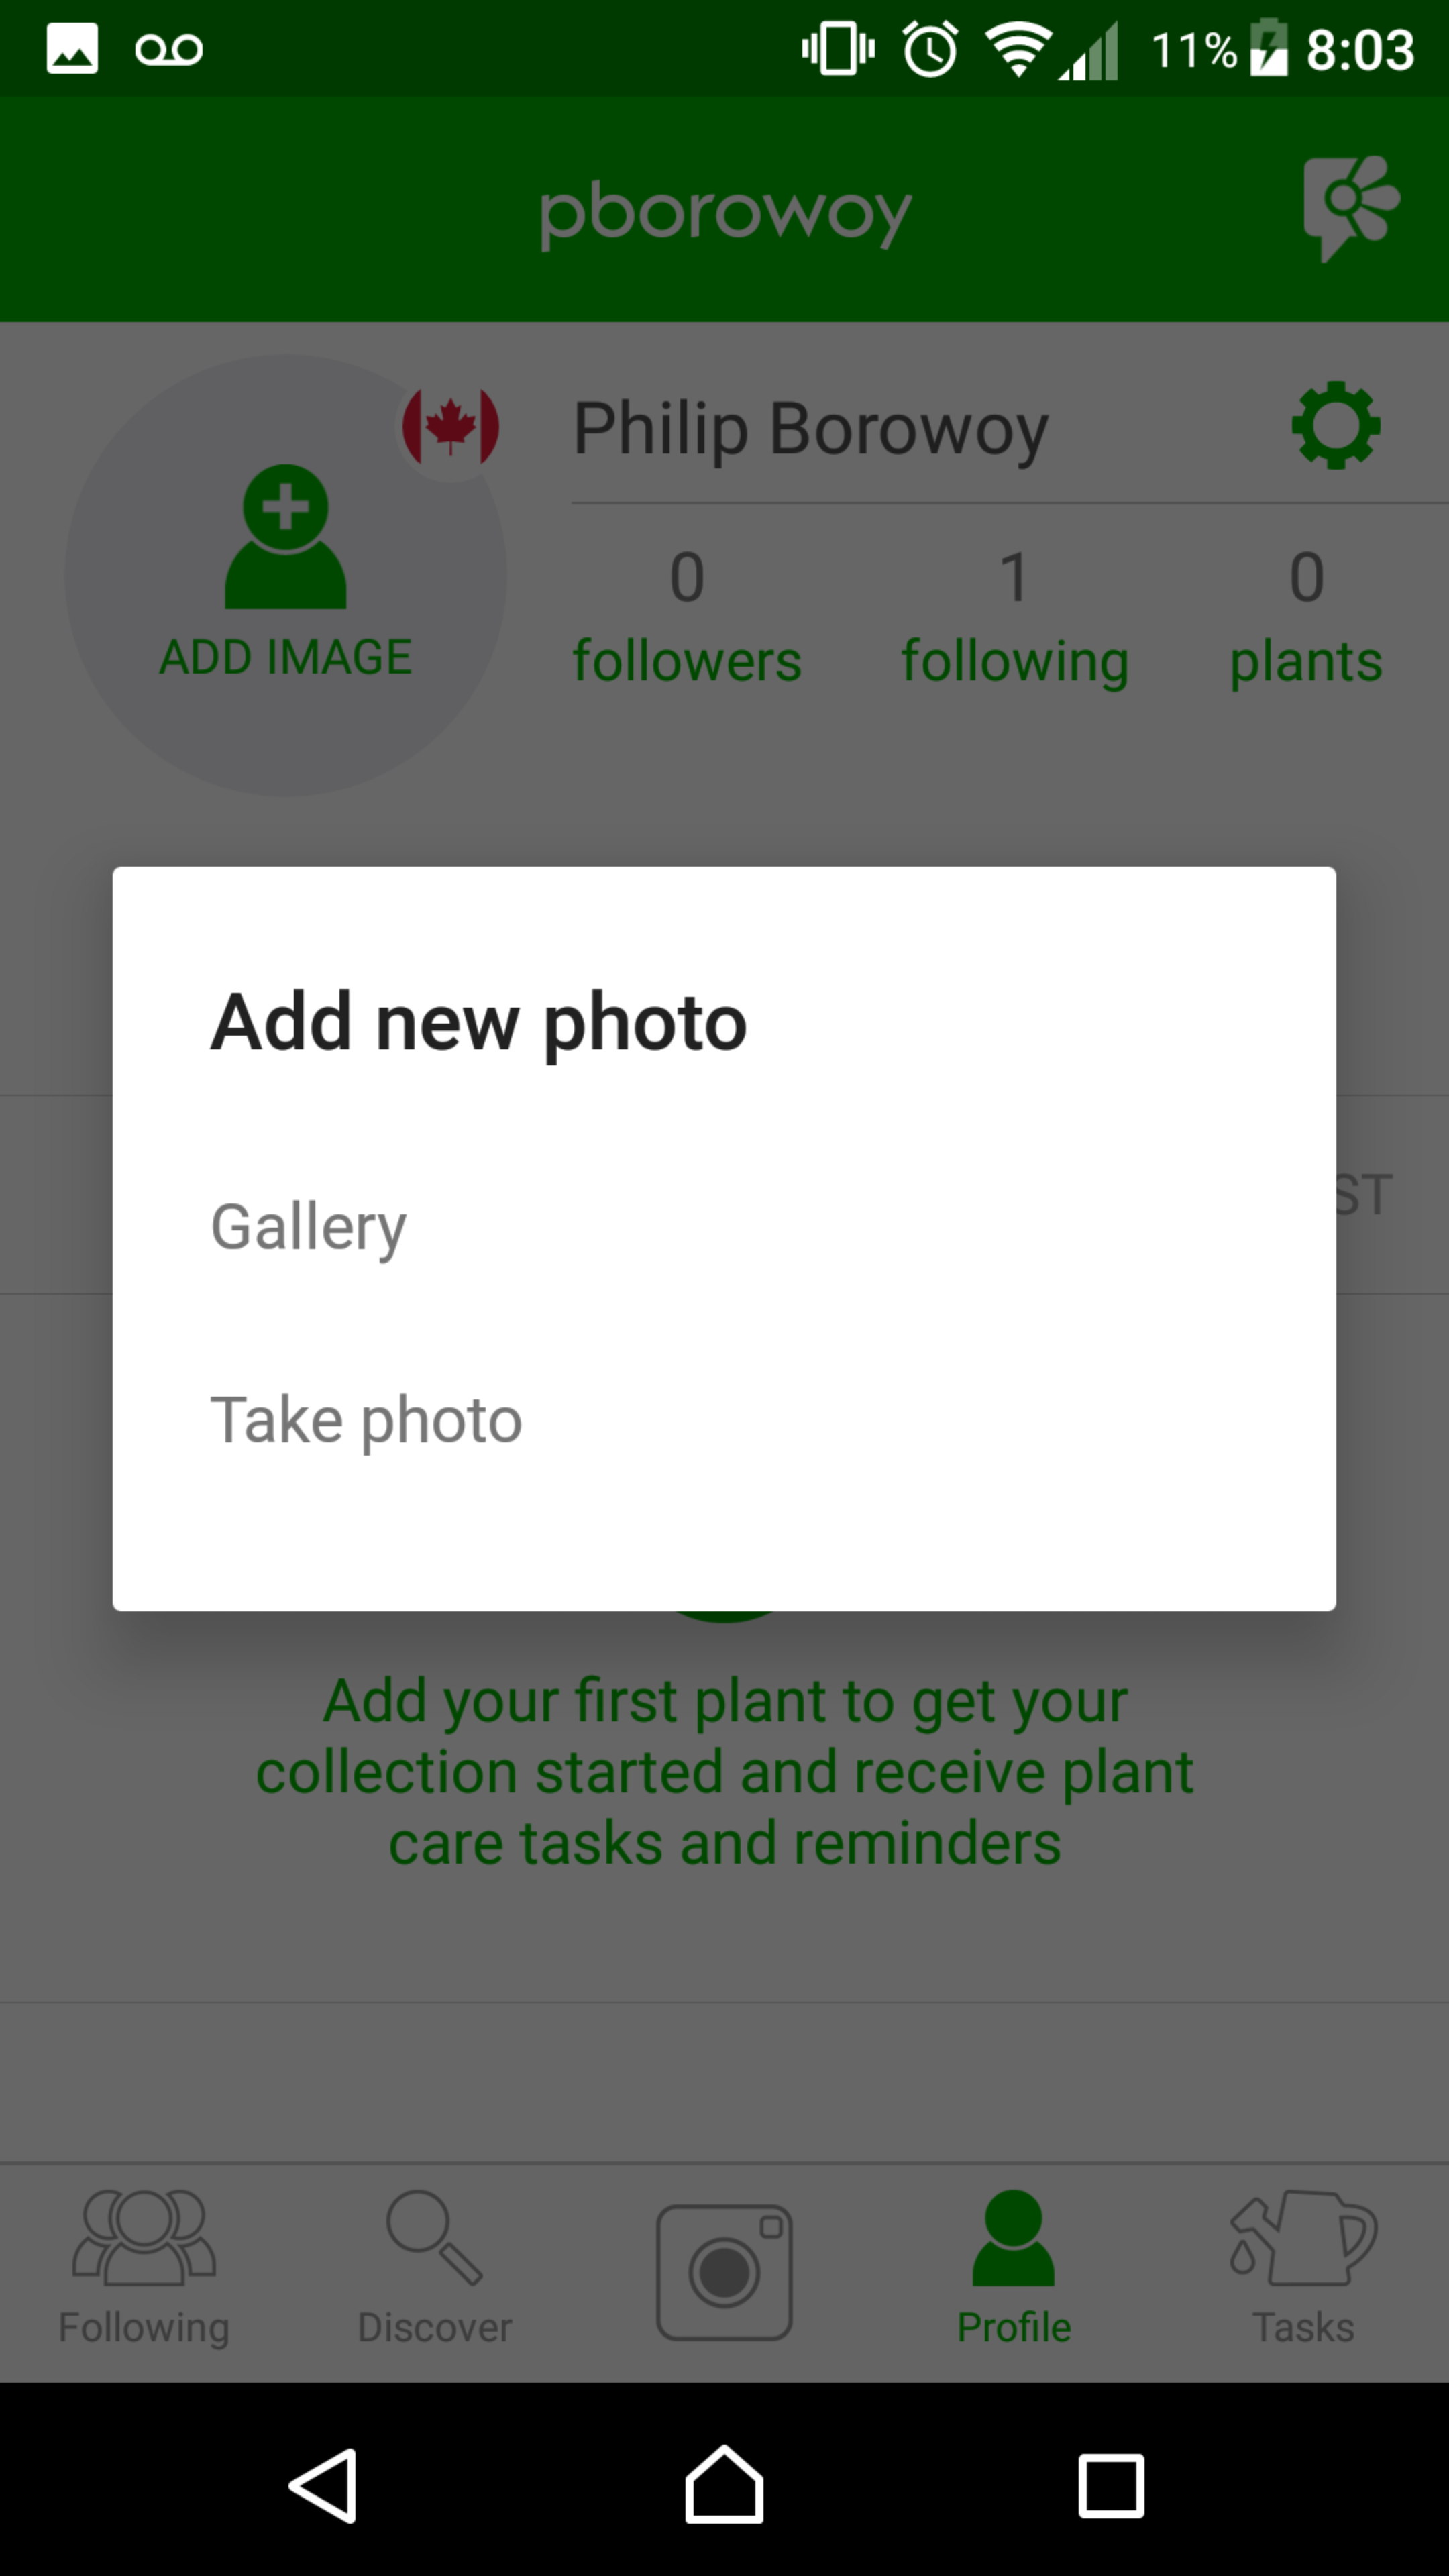 11% 8:03
pborowoy
Philip Borowoy
0 1 0
followers following plants
ADD IMAGE
Add new photo
Gallery
Take photo
Add your first plant to get your
collection started and receive plant
care tasks and reminders
Following Discover Profile Tasks